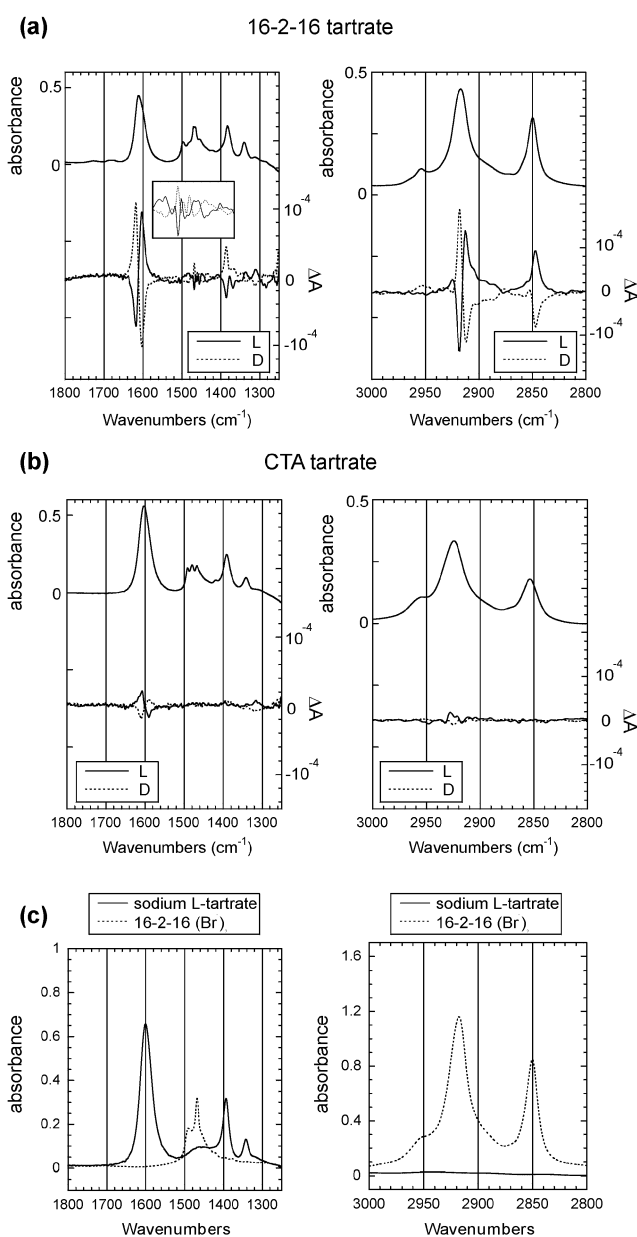 (a) 16-2-16 tartrate
absorbance
0.5
0
10-4
0
-10-4
ΔA
L
D
1800 1700 1600 1500 1400 1300
Wavenumbers (cm-1)
absorbance
0.5
0
10-4
0
-10-4
ΔA
L
D
3000 2950 2900 2850 2800
Wavenumbers (cm-1)
(b) CTA tartrate
absorbance
0.5
0
10-4
0
-10-4
ΔA
L
D
1800 1700 1600 1500 1400 1300
Wavenumbers (cm-1)
absorbance
0.5
0
10-4
0
-10-4
ΔA
L
D
3000 2950 2900 2850 2800
Wavenumbers (cm-1)
(c)
sodium L-tartrate
16-2-16 (Br)
absorbance
1
0.8
0.6
0.4
0.2
0
1800 1700 1600 1500 1400 1300
Wavenumbers
sodium L-tartrate
16-2-16 (Br)
absorbance
1.6
1.2
0.8
0.4
0
3000 2950 2900 2850 2800
Wavenumbers